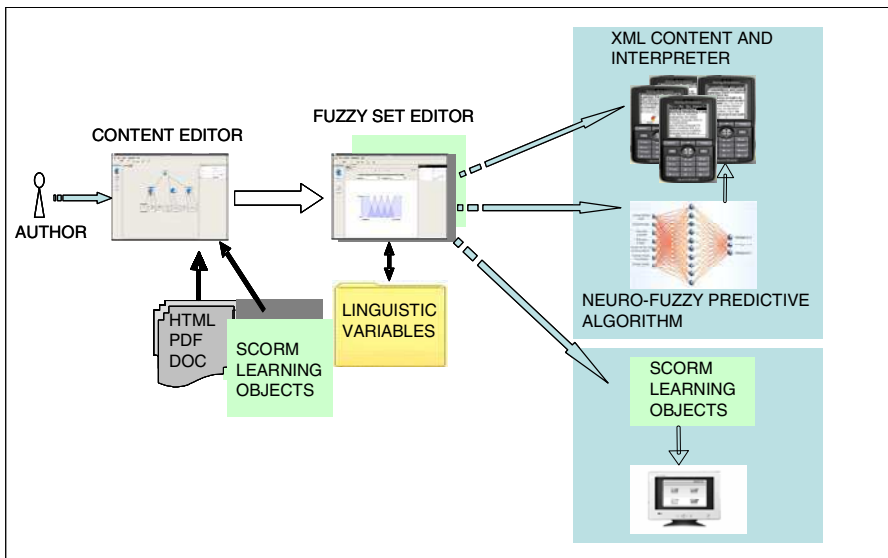 XML CONTENT AND
INTERPRETER
FUZZY SET EDITOR
CONTENT EDITOR
AUTHOR
HTML
PDF
DOC
SCORM
LEARNING
OBJECTS
LINGUISTIC
VARIABLES
NEURO-FUZZY PREDICTIVE
ALGORITHM
SCORM
LEARNING
OBJECTS